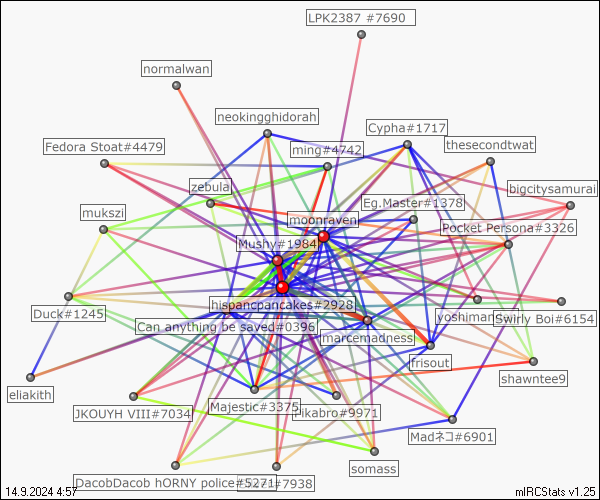 LPK2387 #7690
normalwan
neokingghidorah
Cypha#1717
thesecondtwat
Fedora Stoat#4479
ming#4742
zebula
Eg.Master#1378
bigcitysamurai
mukszi
moonraven
Pocket Persona#3326
Mushy#1984
Duck#1245
hispancpancakes#2928
Swirly Boi#6154
Can anything be saved#0396
marcemadness
frisout
shawntee9
eliakith
JKOUYH VIII#7034
Majestic#3375
Pikabro#9971
Madネコ#6901
somass
DacobDacob hORNY police#5271
#7938
14.9.2024 4:57
mIRCStats v1.25